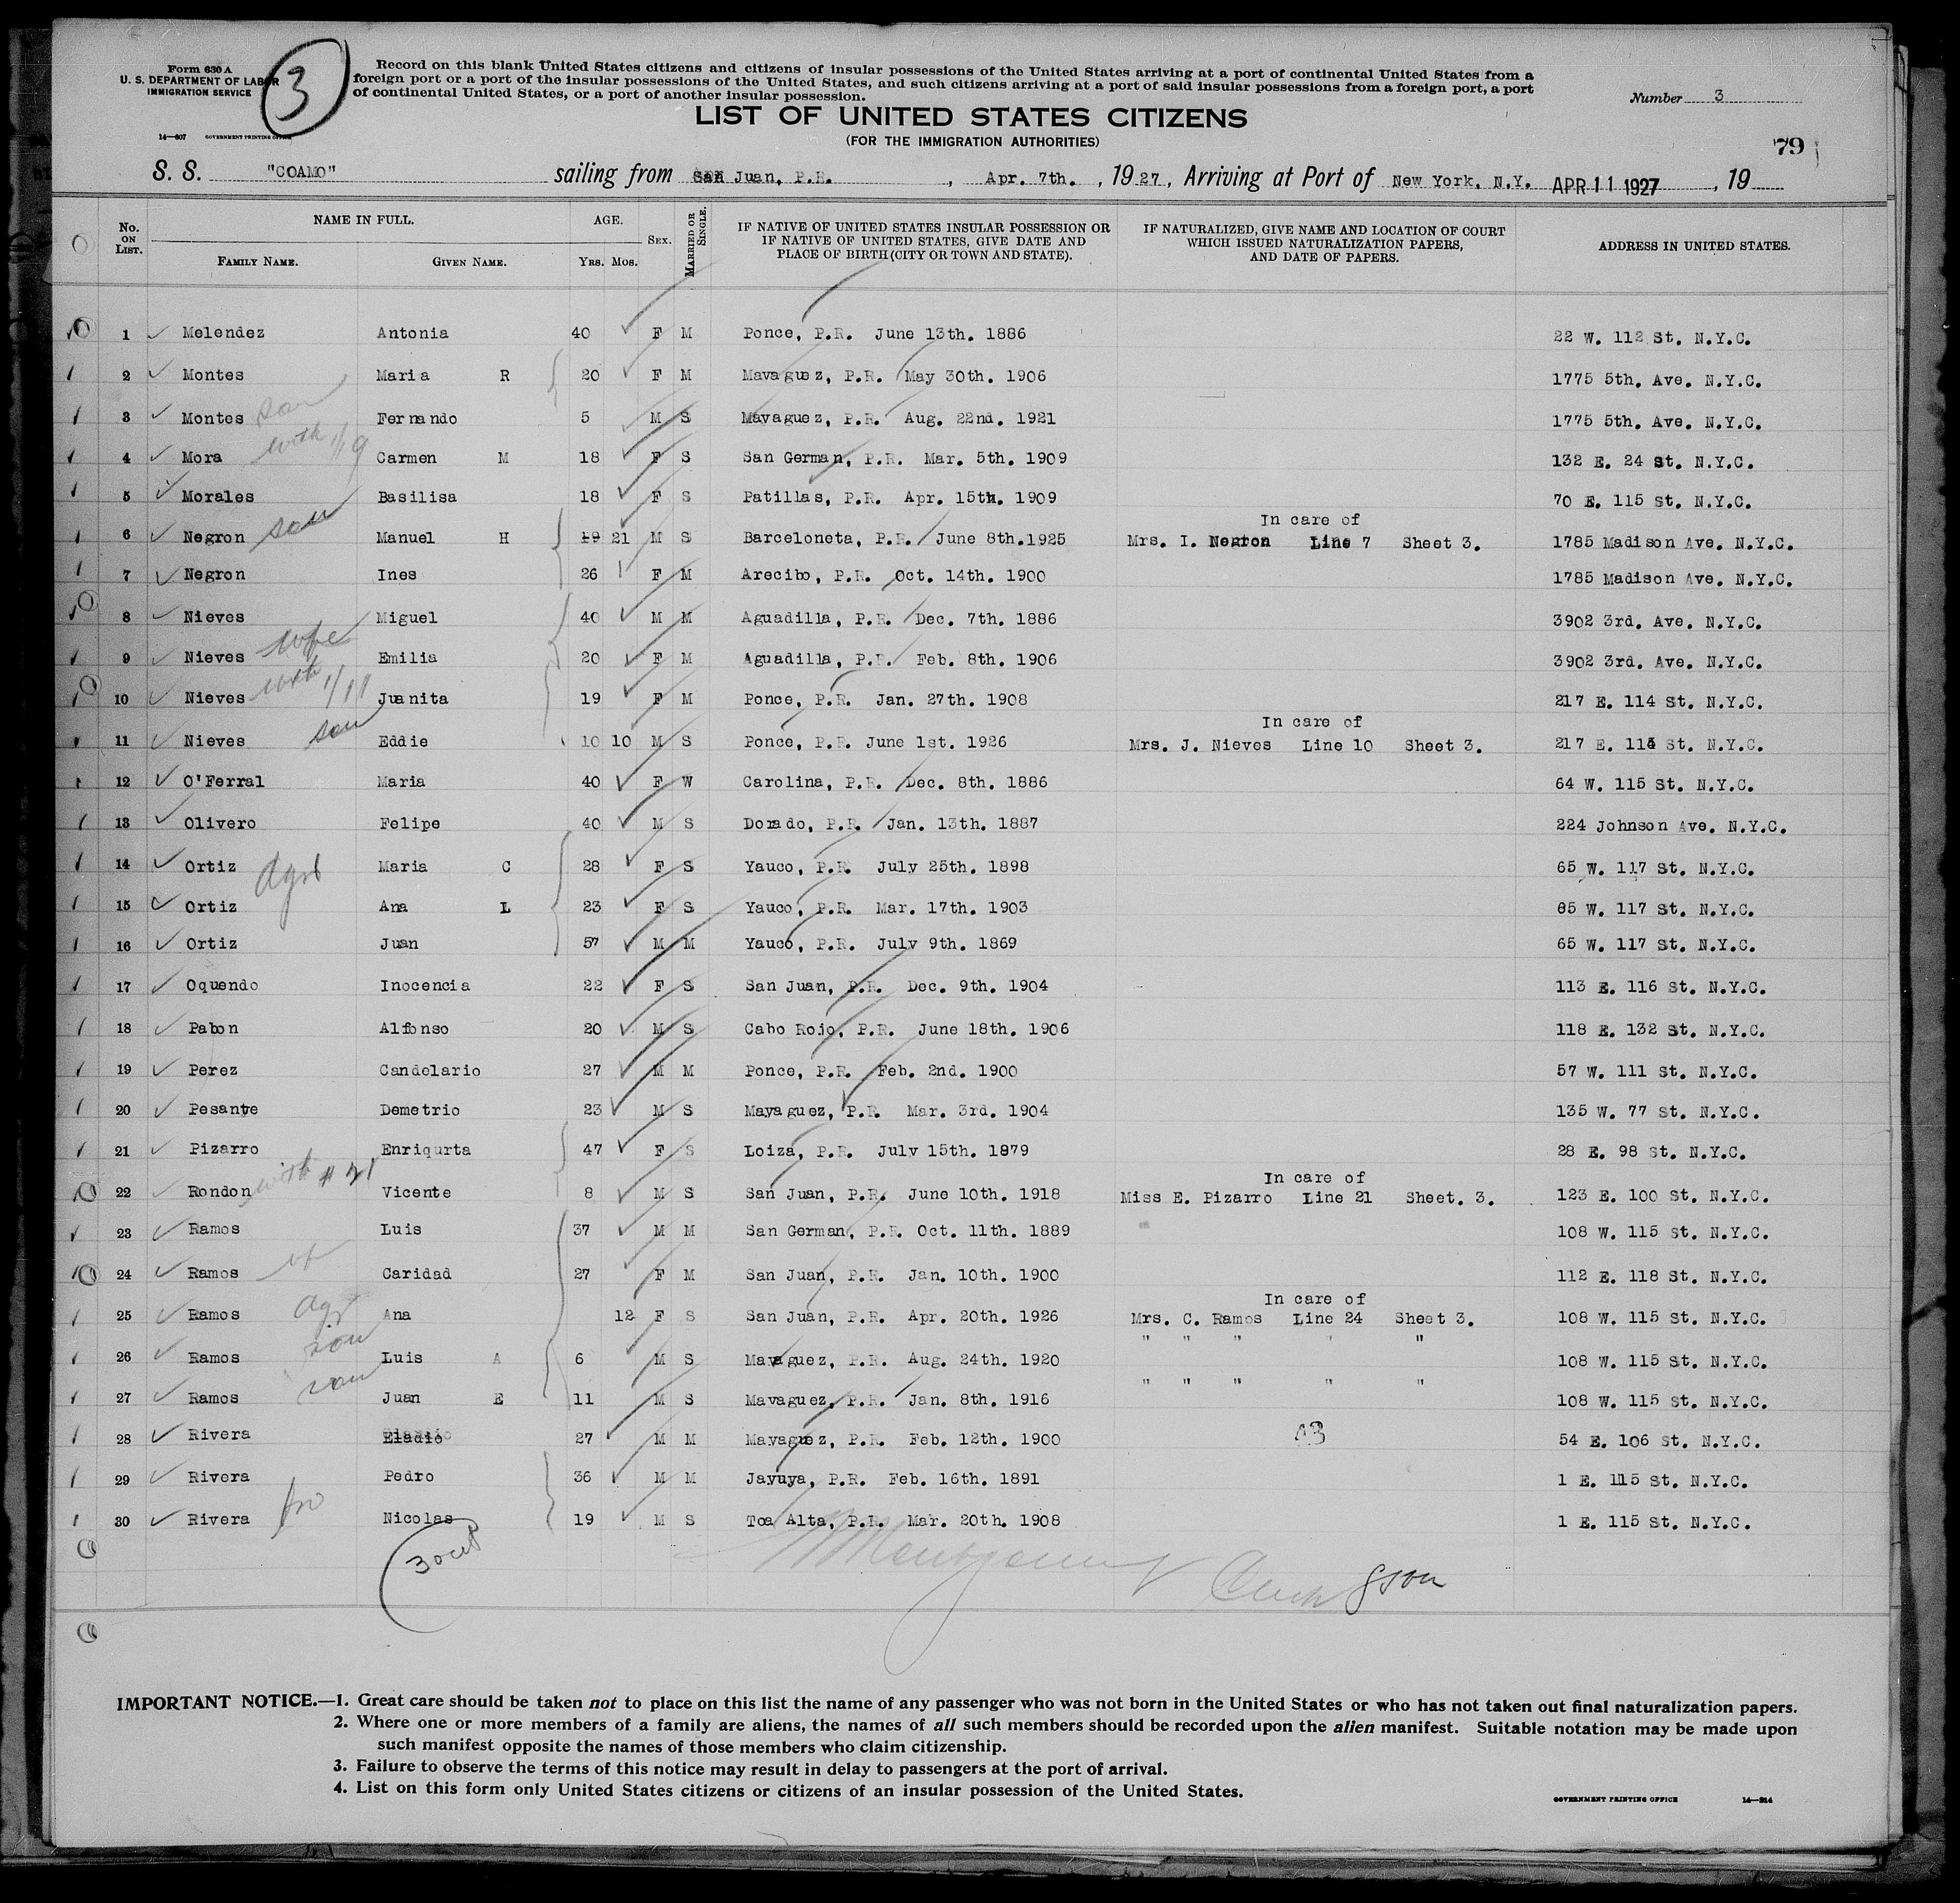 Form 630 A
U. S. DEPARTMENT OF LABOR
IMMIGRATION SERVICE
14—607 GOVERNMENT PRINTING OFFICE
3
Record on this blank United States citizens and citizens of insular possessions of the United States arriving at a port of continental United States from a
foreign port or a port of the insular possessions of the United States, and such citizens arriving at a port of said insular possessions from a foreign port, a port
of continental United States, or a port of another insular possession.
Number 3
LIST OF UNITED STATES CITIZENS
(FOR THE IMMIGRATION AUTHORITIES)
79
S. S. "COAMO" sailing from San Juan, P.R. , Apr. 7th. , 19 27 , Arriving at Port of New York, N.Y. APR 11 1927 , 19
No. ON LIST. NAME IN FULL. FAMILY NAME. GIVEN NAME. AGE. YRS. MOS. SEX. MARRIED OR SINGLE. IF NATIVE OF UNITED STATES INSULAR POSSESSION OR IF NATIVE OF UNITED STATES, GIVE DATE AND PLACE OF BIRTH (CITY OR TOWN AND STATE). IF NATURALIZED, GIVE NAME AND LOCATION OF COURT WHICH ISSUED NATURALIZATION PAPERS, AND DATE OF PAPERS. ADDRESS IN UNITED STATES.
1 Melendez Antonia 40 F M Ponce, P.R. June 13th. 1886 22 W. 112 St. N.Y.C.
2 Montes Maria R 20 F M Mayaguez, P.R. May 30th. 1906 1775 5th. Ave. N.Y.C.
3 Montes son Fernando 5 M S Mayaguez, P.R. Aug. 22nd. 1921 1775 5th. Ave. N.Y.C.
4 Mora with 1/19 Carmen M 18 F S San German, P.R. Mar. 5th. 1909 132 E. 24 St. N.Y.C.
5 Morales Basilisa 18 F S Patillas, P.R. Apr. 15th. 1909 70 E. 115 St. N.Y.C.
In care of
6 Negron son Manuel H 19 21 M S Barceloneta, P.R. June 8th.1925 Mrs. I. Negron Line 7 Sheet 3. 1785 Madison Ave. N.Y.C.
7 Negron Ines 26 F M Arecibo, P.R. Oct. 14th. 1900 1785 Madison Ave. N.Y.C.
8 Nieves Miguel 40 M M Aguadilla, P.R. Dec. 7th. 1886 3902 3rd. Ave. N.Y.C.
9 Nieves wife Emilia 20 F M Aguadilla, P.R. Feb. 8th. 1906 3902 3rd. Ave. N.Y.C.
10 Nieves with 1/11 Juanita 19 F M Ponce, P.R. Jan. 27th. 1908 217 E. 114 St. N.Y.C.
In care of
11 Nieves son Eddie 10 10 M S Ponce, P.R. June 1st. 1926 Mrs. J. Nieves Line 10 Sheet 3. 217 E. 114 St. N.Y.C.
12 O'Ferral Maria 40 F W Carolina, P.R. Dec. 8th. 1886 64 W. 115 St. N.Y.C.
13 Olivero Felipe 40 M S Dorado, P.R. Jan. 13th. 1887 224 Johnson Ave. N.Y.C.
14 Ortiz Maria C 28 F S Yauco, P.R. July 25th. 1898 65 W. 117 St. N.Y.C.
15 Ortiz Ana L 23 F S Yauco, P.R. Mar. 17th. 1903 65 W. 117 St. N.Y.C.
16 Ortiz Juan 57 M M Yauco, P.R. July 9th. 1869 65 W. 117 St. N.Y.C.
17 Oquendo Inocencia 22 F S San Juan, P.R. Dec. 9th. 1904 113 E. 116 St. N.Y.C.
18 Pabon Alfonso 20 M S Cabo Rojo, P.R. June 18th. 1906 118 E. 132 St. N.Y.C.
19 Perez Candelario 27 M M Ponce, P.R. Feb. 2nd. 1900 57 W. 111 St. N.Y.C.
20 Pesante Demetrio 23 M S Mayaguez, P.R. Mar. 3rd. 1904 135 W. 77 St. N.Y.C.
21 Pizarro Enriqurta 47 F S Loiza, P.R. July 15th. 1879 28 E. 98 St. N.Y.C.
In care of
22 Rondon with # 21 Vicente 8 M S San Juan, P.R. June 10th. 1918 Miss E. Pizarro Line 21 Sheet. 3. 123 E. 100 St. N.Y.C.
23 Ramos Luis 37 M M San German, P.R. Oct. 11th. 1889 108 W. 115 St. N.Y.C.
24 Ramos Caridad 27 F M San Juan, P.R. Jan. 10th. 1900 112 E. 118 St. N.Y.C.
In care of
25 Ramos Ana 12 F S San Juan, P.R. Apr. 20th. 1926 Mrs. C. Ramos Line 24 Sheet 3. 108 W. 115 St. N.Y.C.
" " " " "
26 Ramos son Luis A 6 M S Mayaguez, P.R. Aug. 24th. 1920 108 W. 115 St. N.Y.C.
" " " " "
27 Ramos son Juan E 11 M S Mayaguez, P.R. Jan. 8th. 1916 108 W. 115 St. N.Y.C.
28 Rivera Eladio 27 M M Mayaguez, P.R. Feb. 12th. 1900 54 E. 106 St. N.Y.C.
29 Rivera Pedro 36 M M Jayuya, P.R. Feb. 16th. 1891 1 E. 115 St. N.Y.C.
30 Rivera Nicolas 19 M S Toa Alta, P.R. Mar. 20th. 1908 1 E. 115 St. N.Y.C.
IMPORTANT NOTICE.—1. Great care should be taken not to place on this list the name of any passenger who was not born in the United States or who has not taken out final naturalization papers.
2. Where one or more members of a family are aliens, the names of all such members should be recorded upon the alien manifest. Suitable notation may be made upon
such manifest opposite the names of those members who claim citizenship.
3. Failure to observe the terms of this notice may result in delay to passengers at the port of arrival.
4. List on this form only United States citizens or citizens of an insular possession of the United States.
GOVERNMENT PRINTING OFFICE 14—214